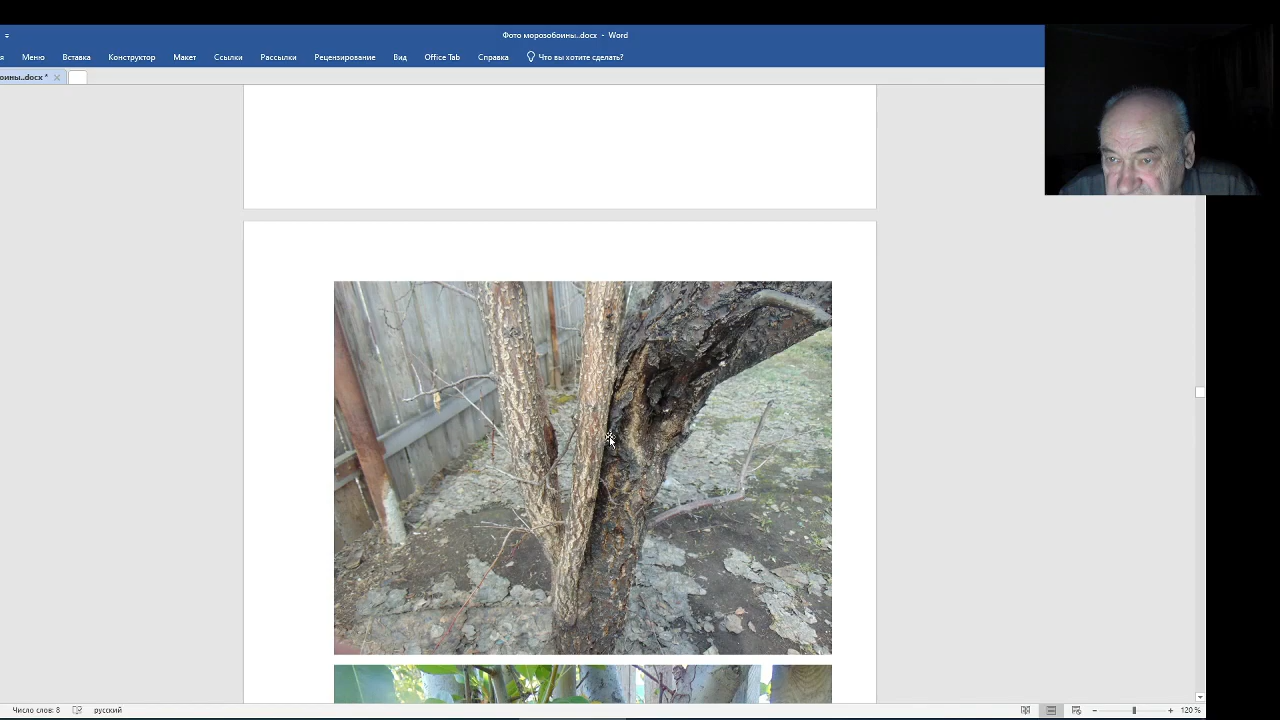 Фото морозобоины..docx - Word
Меню Вставка Конструктор Макет Ссылки Рассылки Рецензирование Вид Office Tab Справка Что вы хотите сделать?
оины..docx *
Число слов: 8 русский 120 %